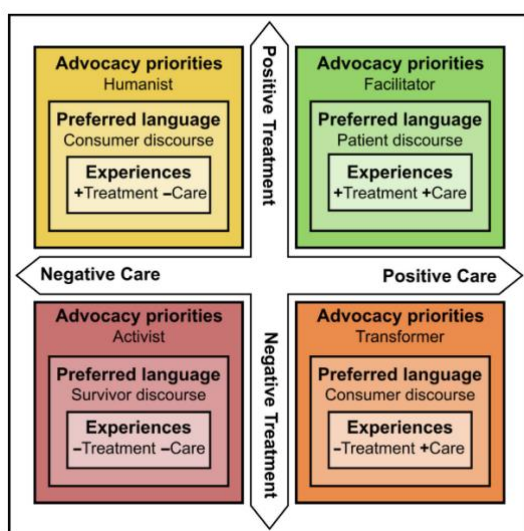 Advocacy priorities
Humanist
Preferred language
Consumer discourse
Experiences
+Treatment –Care
Positive Treatment
Advocacy priorities
Facilitator
Preferred language
Patient discourse
Experiences
+Treatment +Care
Negative Care
Positive Care
Advocacy priorities
Activist
Preferred language
Survivor discourse
Experiences
–Treatment –Care
Negative Treatment
Advocacy priorities
Transformer
Preferred language
Consumer discourse
Experiences
–Treatment +Care